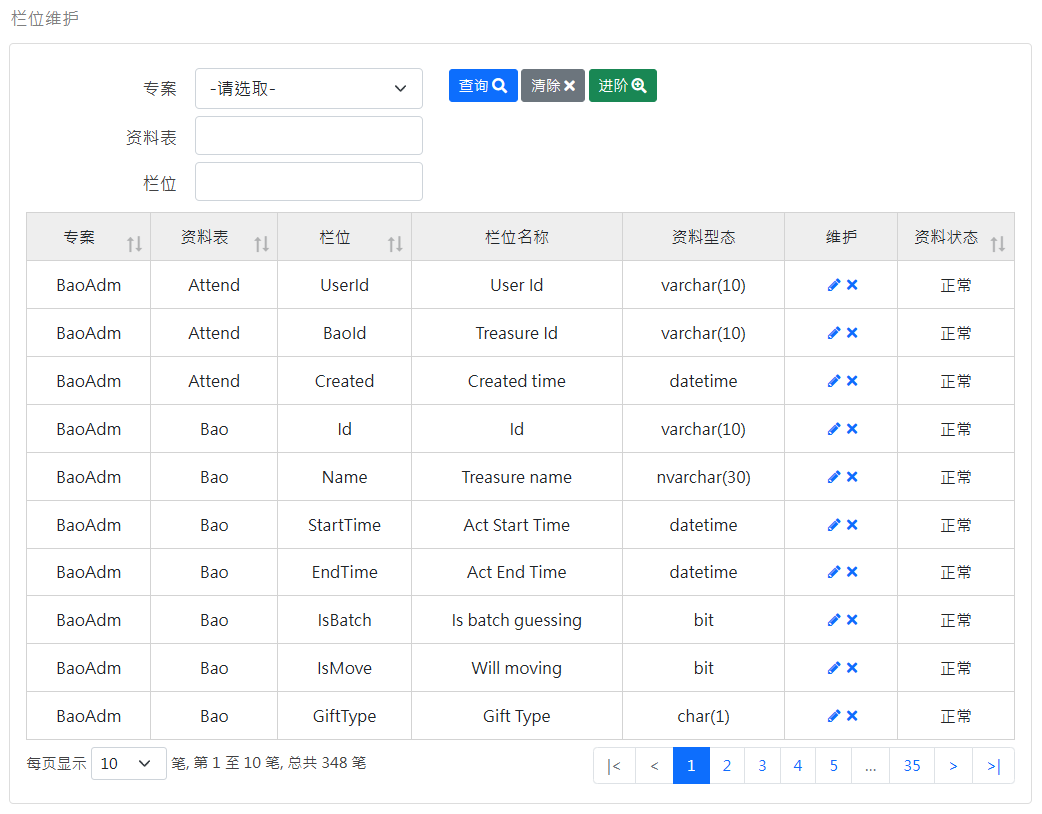 栏位维护
专案 -请选取- 查询 清除 进阶
资料表
栏位
专案 资料表 栏位 栏位名称 资料型态 维护 资料状态
BaoAdm Attend UserId User Id varchar(10) 正常
BaoAdm Attend BaoId Treasure Id varchar(10) 正常
BaoAdm Attend Created Created time datetime 正常
BaoAdm Bao Id Id varchar(10) 正常
BaoAdm Bao Name Treasure name nvarchar(30) 正常
BaoAdm Bao StartTime Act Start Time datetime 正常
BaoAdm Bao EndTime Act End Time datetime 正常
BaoAdm Bao IsBatch Is batch guessing bit 正常
BaoAdm Bao IsMove Will moving bit 正常
BaoAdm Bao GiftType Gift Type char(1) 正常
每页显示 10 笔, 第 1 至 10 笔, 总共 348 笔 |< < 1 2 3 4 5 ... 35 > >|